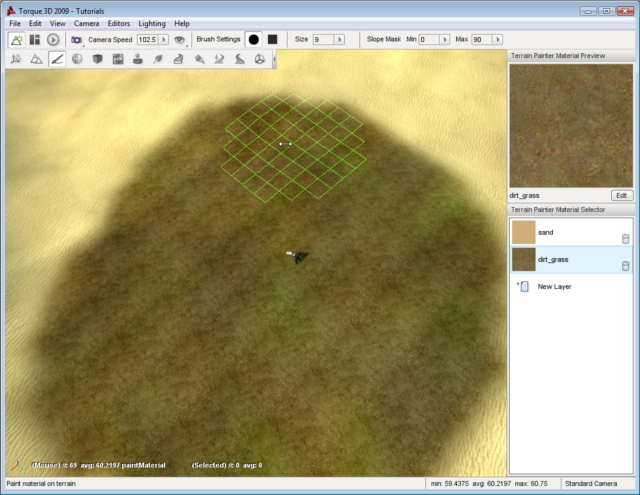 Torque 3D 2009 - Tutorials
File Edit View Camera Editors Lighting Help
Camera Speed 102.5 Brush Settings Size 9 Slope Mask Min 0 Max 90
Terrain Painter Material Preview
dirt_grass Edit
Terrain Painter Material Selector
sand
dirt_grass
New Layer
(Mouse) #: 69 avg: 60.2197 paintMaterial (Selected) #: 0 avg: 0
Paint material on terrain min: 59.4375 avg: 60.2197 max: 60.75 Standard Camera